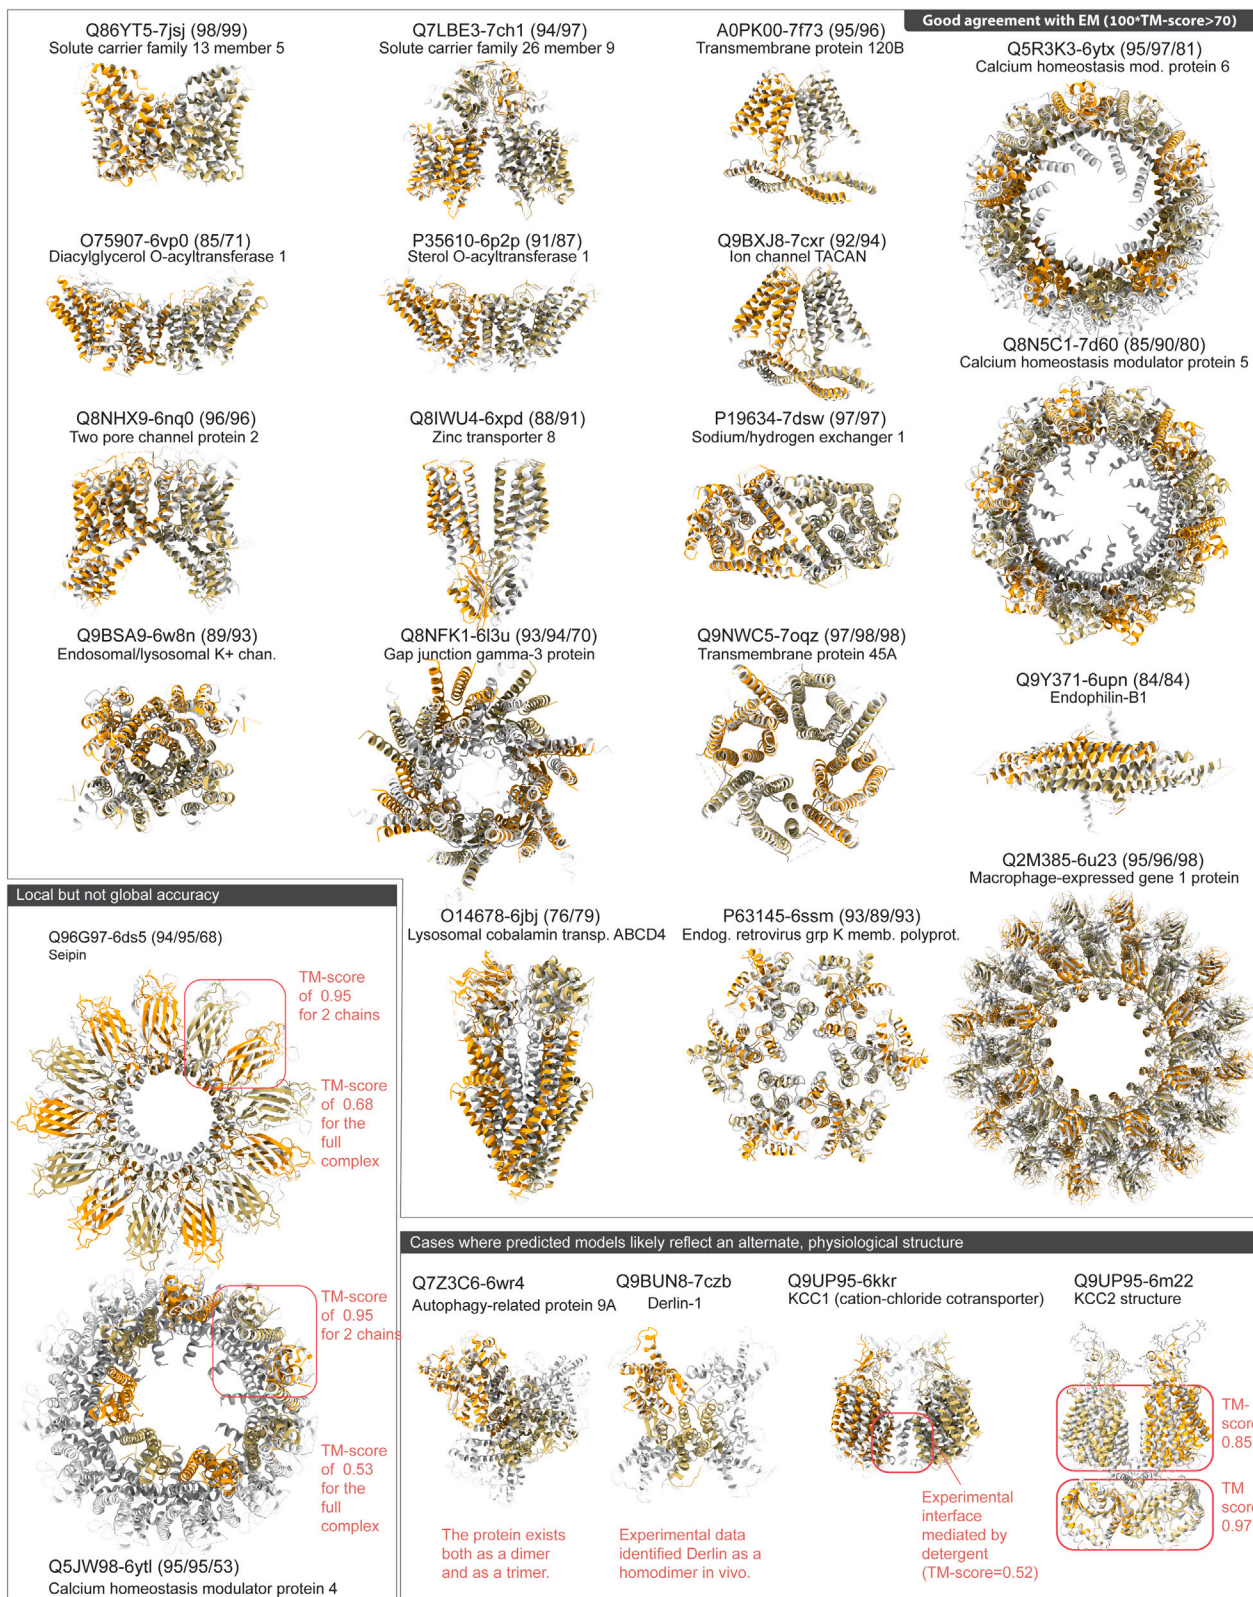 Good agreement with EM (100*TM-score>70)
Q86YT5-7jsj (98/99)
Solute carrier family 13 member 5
Q7LBE3-7ch1 (94/97)
Solute carrier family 26 member 9
A0PK00-7f73 (95/96)
Transmembrane protein 120B
Q5R3K3-6ytx (95/97/81)
Calcium homeostasis mod. protein 6
O75907-6vp0 (85/71)
Diacylglycerol O-acyltransferase 1
P35610-6p2p (91/87)
Sterol O-acyltransferase 1
Q9BXJ8-7cxr (92/94)
Ion channel TACAN
Q8N5C1-7d60 (85/90/80)
Calcium homeostasis modulator protein 5
Q8NHX9-6nq0 (96/96)
Two pore channel protein 2
Q8IWU4-6xpd (88/91)
Zinc transporter 8
P19634-7dsw (97/97)
Sodium/hydrogen exchanger 1
Q9BSA9-6w8n (89/93)
Endosomal/lysosomal K+ chan.
Q8NFK1-6l3u (93/94/70)
Gap junction gamma-3 protein
Q9NWC5-7oqz (97/98/98)
Transmembrane protein 45A
Q9Y371-6upn (84/84)
Endophilin-B1
Q2M385-6u23 (95/96/98)
Macrophage-expressed gene 1 protein
O14678-6jbj (76/79)
Lysosomal cobalamin transp. ABCD4
P63145-6ssm (93/89/93)
Endog. retrovirus grp K memb. polyprot.
Local but not global accuracy
Q96G97-6ds5 (94/95/68)
Seipin
TM-score
of 0.95
for 2 chains
TM-score
of 0.68
for the
full
complex
TM-score
of 0.95
for 2 chains
TM-score
of 0.53
for the
full
complex
Q5JW98-6ytl (95/95/53)
Calcium homeostasis modulator protein 4
Cases where predicted models likely reflect an alternate, physiological structure
Q7Z3C6-6wr4
Autophagy-related protein 9A
Q9BUN8-7czb
Derlin-1
Q9UP95-6kkr
KCC1 (cation-chloride cotransporter)
Q9UP95-6m22
KCC2 structure
The protein exists
both as a dimer
and as a trimer.
Experimental data
identified Derlin as a
homodimer in vivo.
Experimental
interface
mediated by
detergent
(TM-score=0.52)
TM-
score
0.85
TM
score
0.97